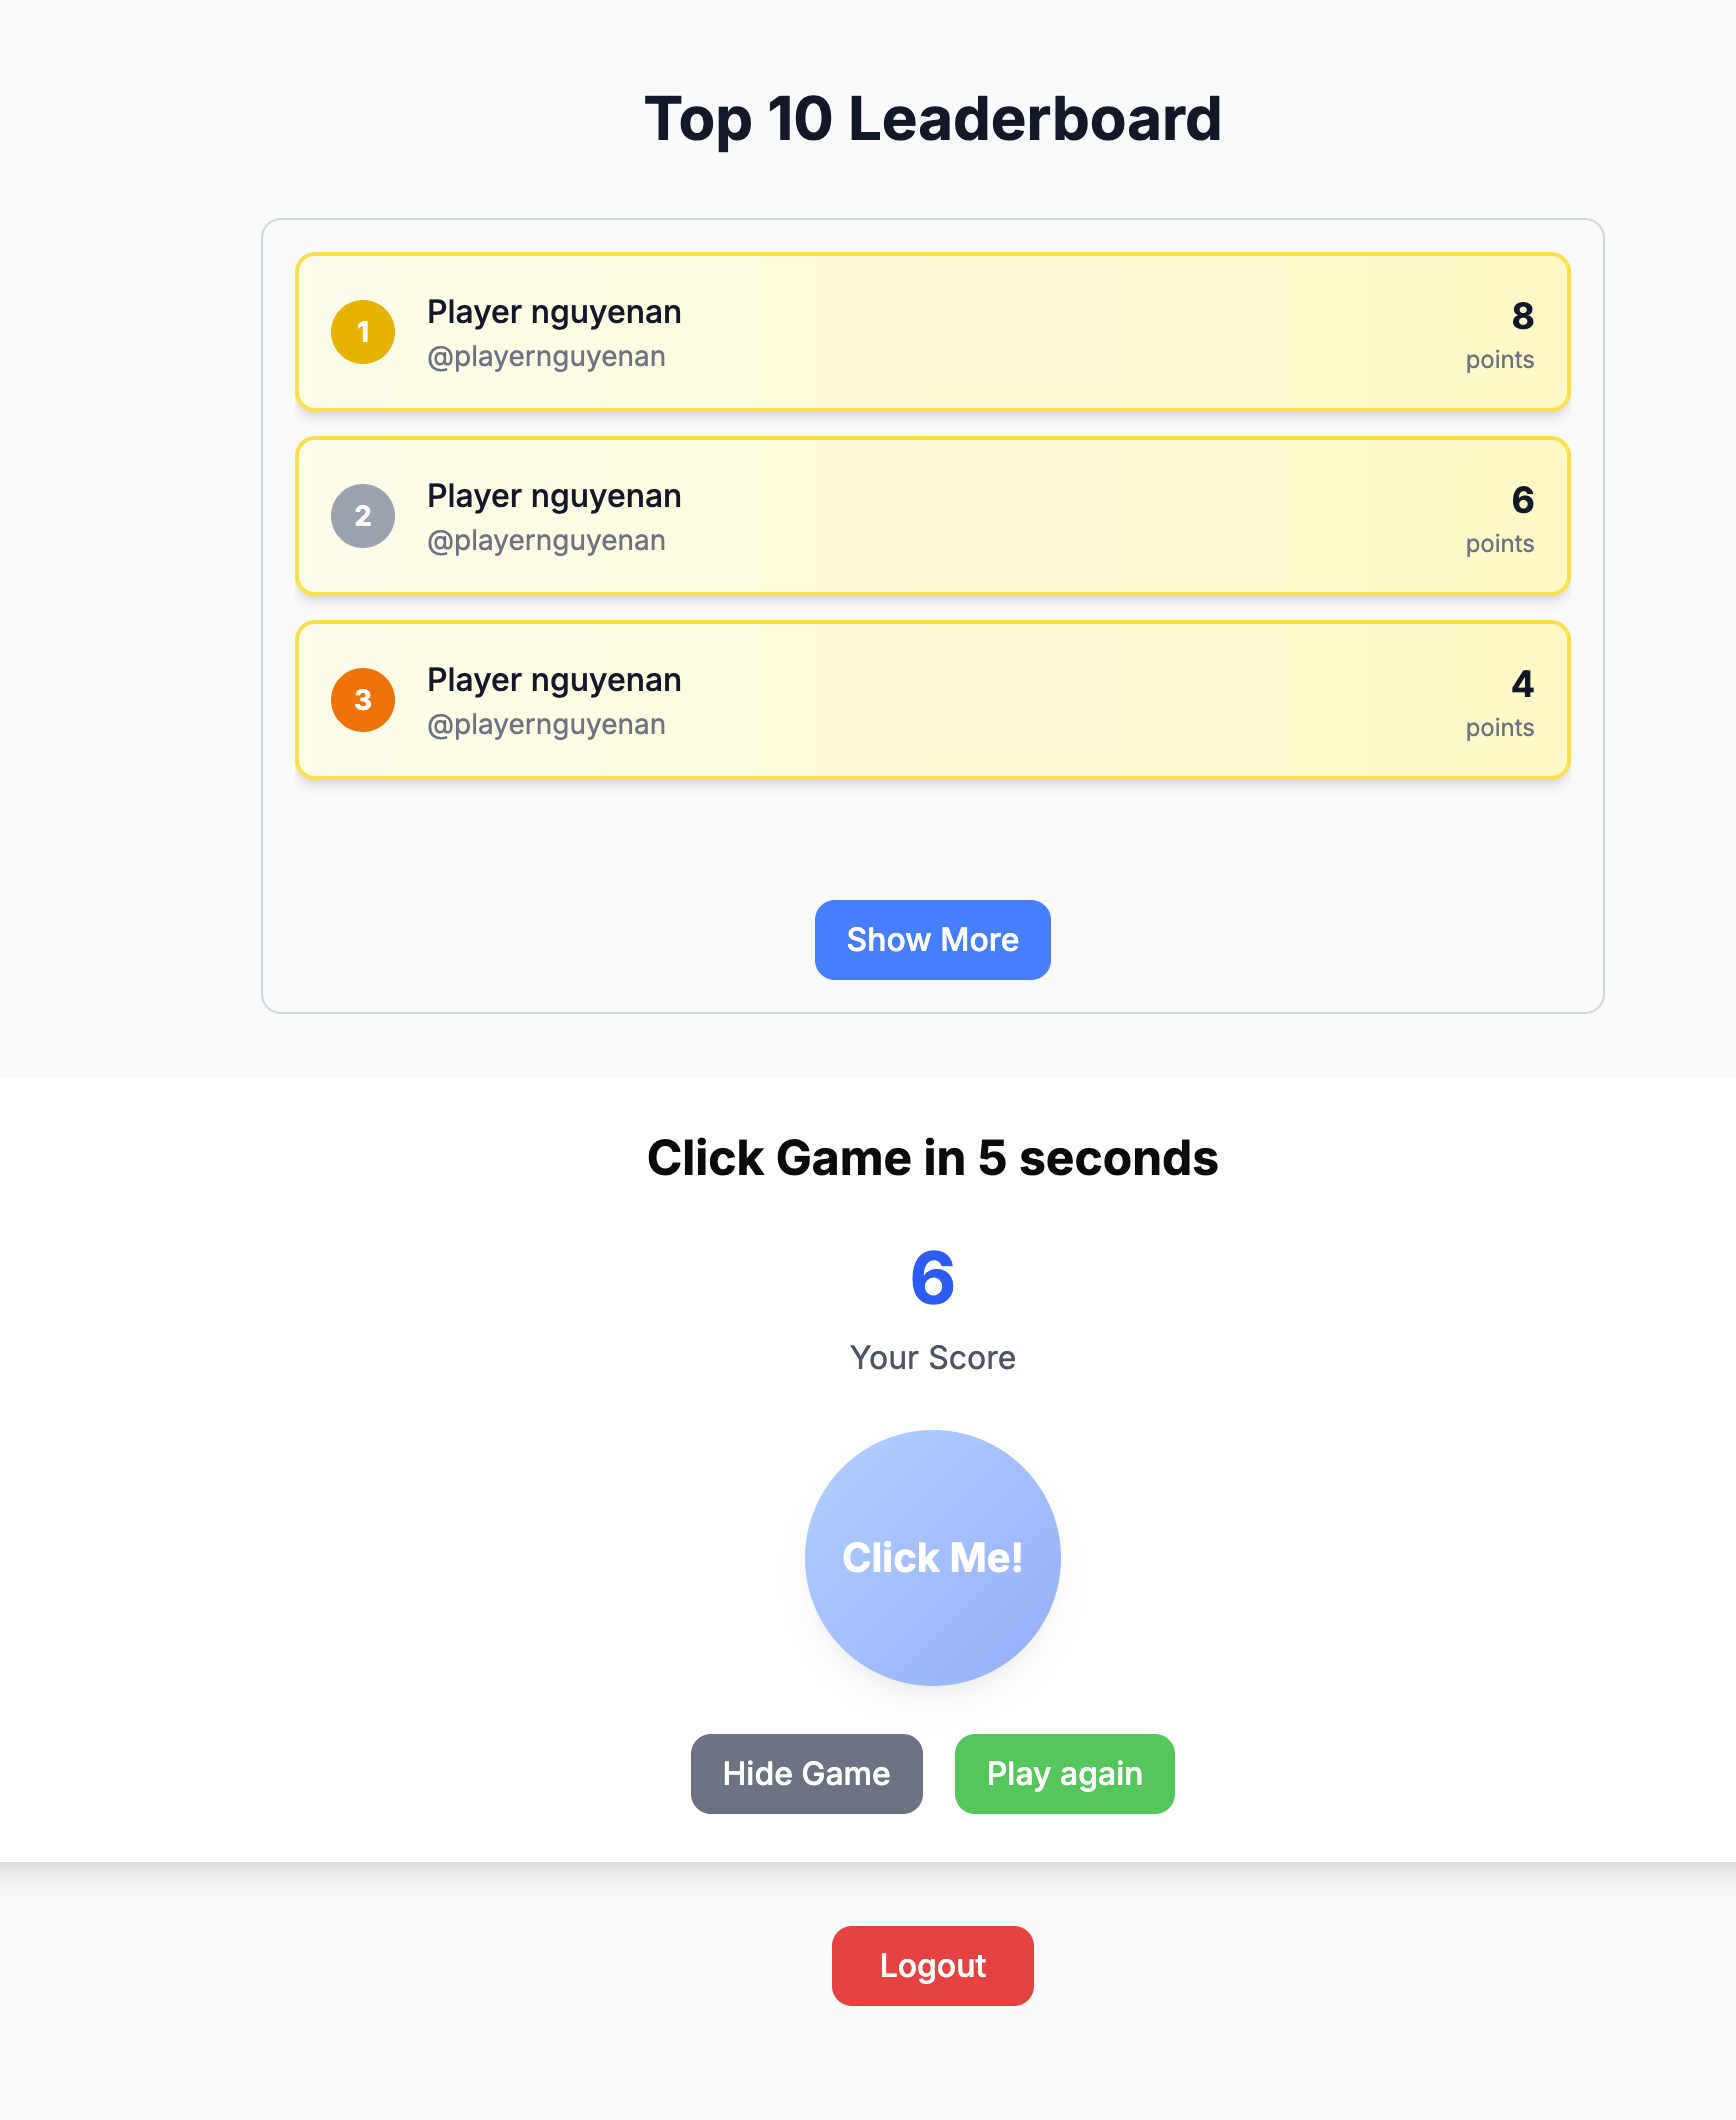 Top 10 Leaderboard
1
Player nguyenan
@playernguyenan
8
points
2
Player nguyenan
@playernguyenan
6
points
3
Player nguyenan
@playernguyenan
4
points
Show More
Click Game in 5 seconds
6
Your Score
Click Me!
Hide Game
Play again
Logout